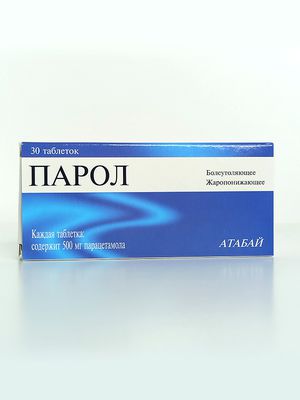 30 таблеток
ПАРОЛ
Болеутоляющее
Жаропонижающее
Каждая таблетка:
содержит 500 мг парацетамола
АТАБАЙ